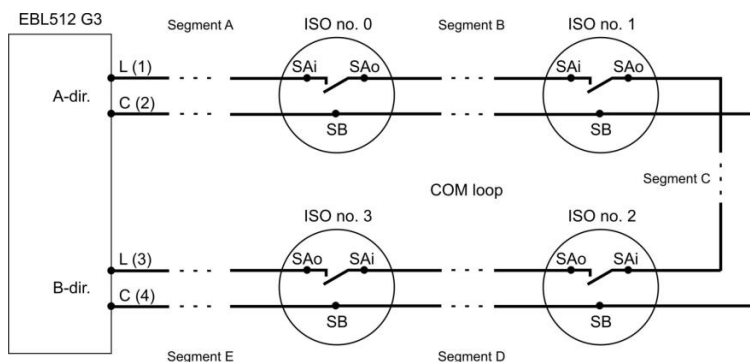 EBL512 G3
Segment A
ISO no. 0
Segment B
ISO no. 1
L (1)
SAi
SAo
SAi
SAo
A-dir.
C (2)
SB
SB
Segment C
COM loop
ISO no. 3
ISO no. 2
L (3)
SAo
SAi
SAo
SAi
B-dir.
C (4)
SB
SB
Segment E
Segment D